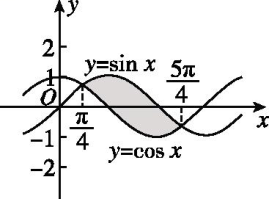 y
2
y=sin x
5π/4
1
O
x
π/4
-1
y=cos x
-2